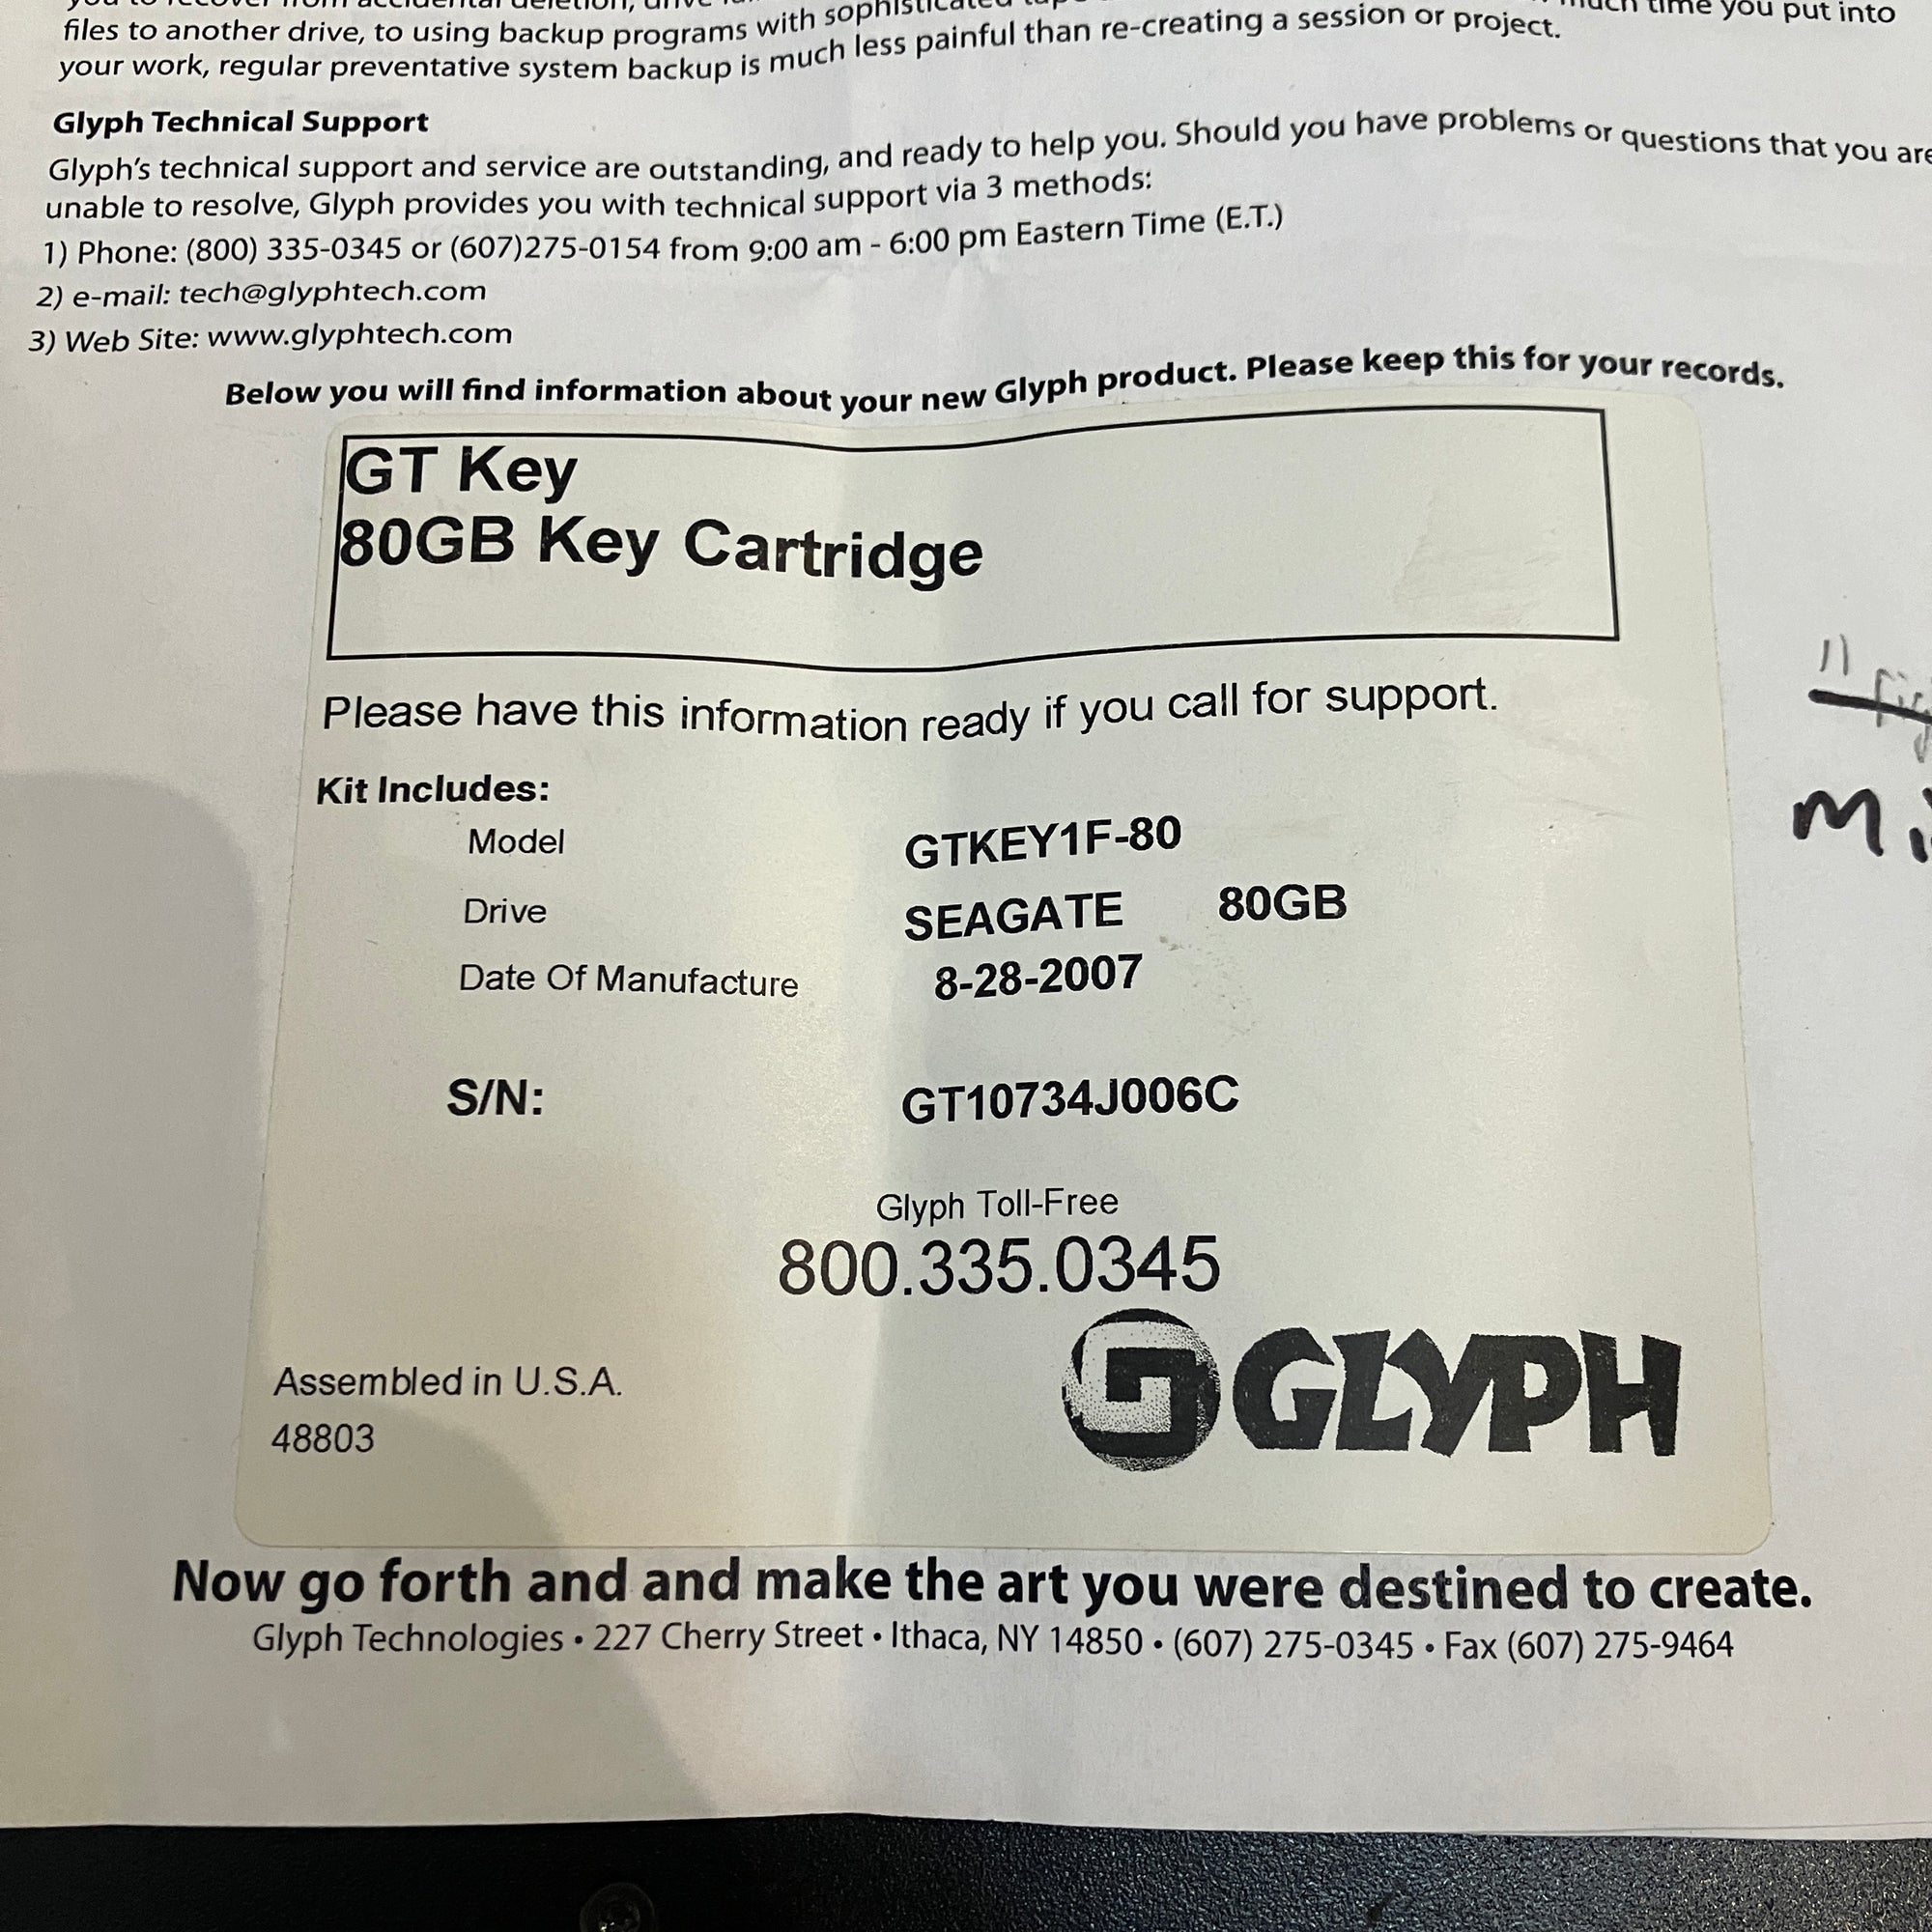 files to another drive, to using backup programs with sophisticated much time you put into
your work, regular preventative system backup is much less painful than re-creating a session or project.
Glyph Technical Support
Glyph's technical support and service are outstanding, and ready to help you. Should you have problems or questions that you are
unable to resolve, Glyph provides you with technical support via 3 methods:
1) Phone: (800) 335-0345 or (607)275-0154 from 9:00 am - 6:00 pm Eastern Time (E.T.)
2) e-mail: tech@glyphtech.com
3) Web Site: www.glyphtech.com
Below you will find information about your new Glyph product. Please keep this for your records.
GT Key
80GB Key Cartridge
Please have this information ready if you call for support.
Kit Includes:
Model GTKEY1F-80
Drive SEAGATE 80GB
Date Of Manufacture 8-28-2007
S/N: GT10734J006C
Glyph Toll-Free
800.335.0345
GLYPH
Assembled in U.S.A.
48803
Now go forth and and make the art you were destined to create.
Glyph Technologies • 227 Cherry Street • Ithaca, NY 14850 • (607) 275-0345 • Fax (607) 275-9464